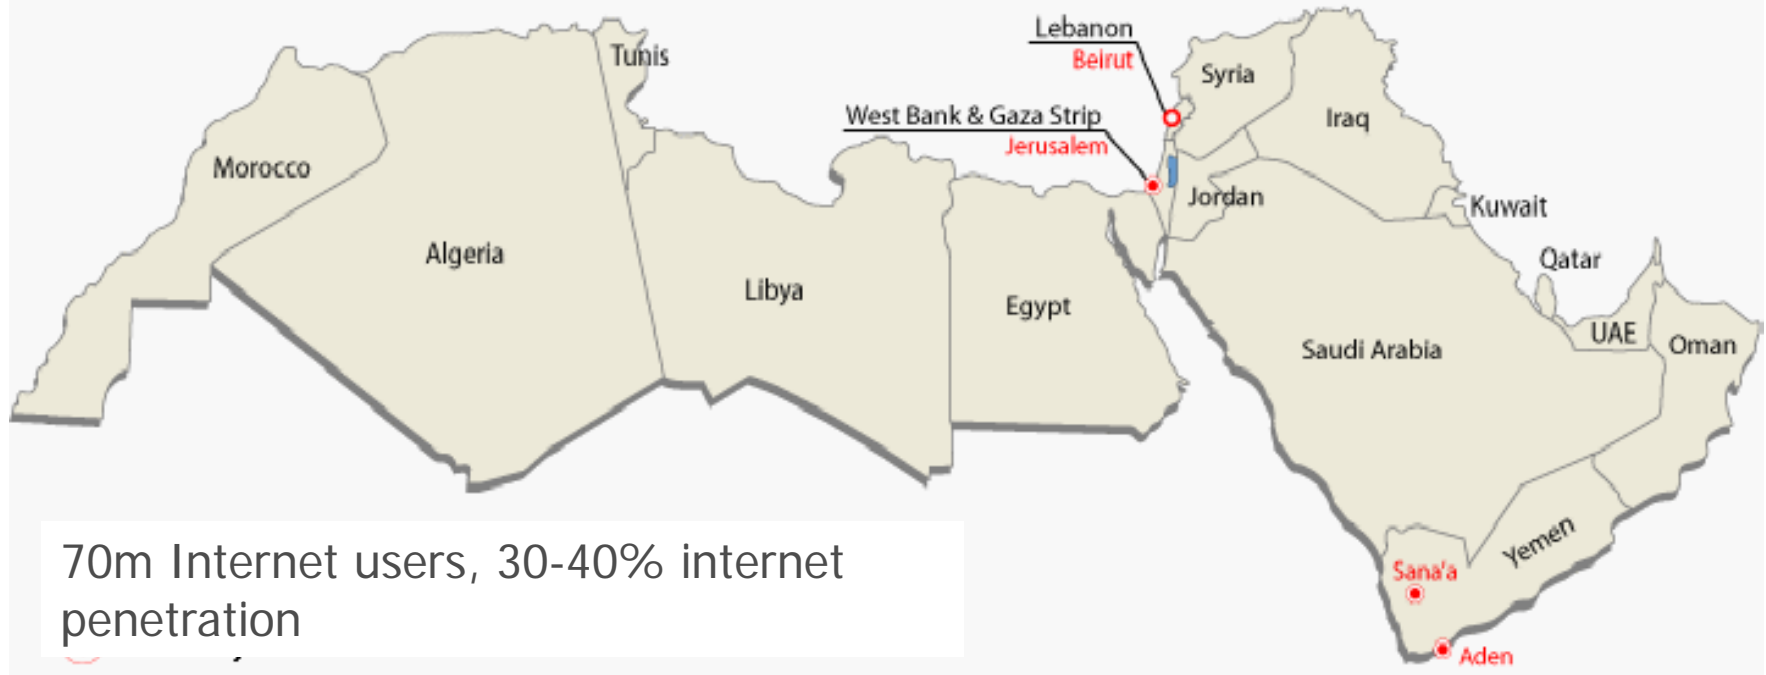 Lebanon
Beirut
Tunis
Syria
West Bank & Gaza Strip
Jerusalem
Iraq
Morocco
Jordan
Kuwait
Algeria
Qatar
Libya
Egypt
UAE
Oman
Saudi Arabia
Yemen
Sana'a
Aden
70m Internet users, 30-40% internet
penetration